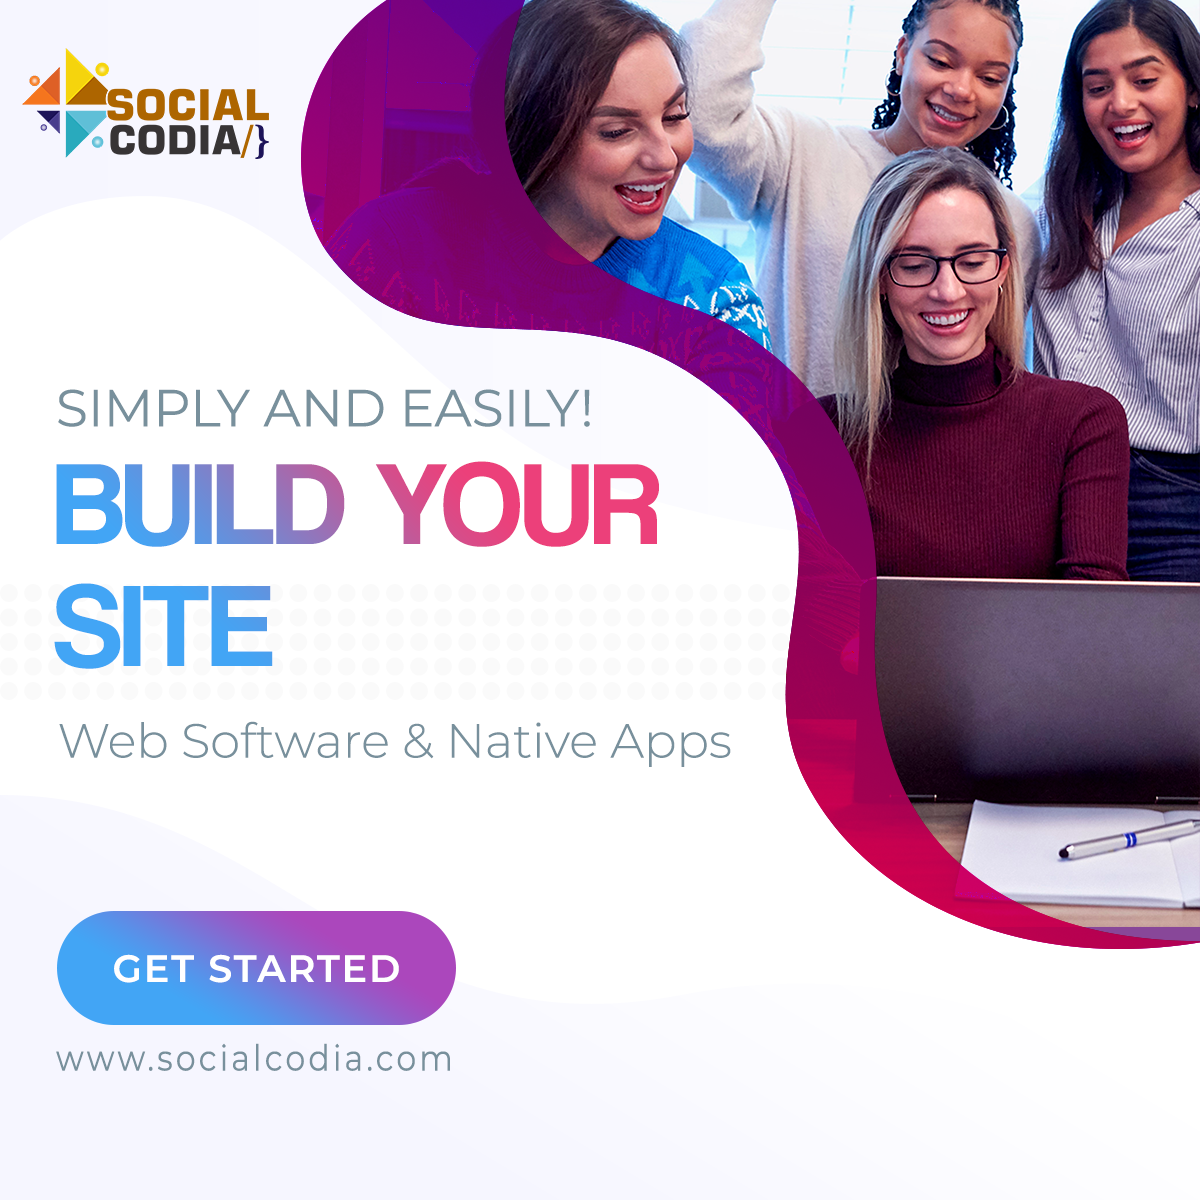 SOCIAL
CODIA/}
SIMPLY AND EASILY!
BUILD YOUR
SITE
Web Software & Native Apps
GET STARTED
www.socialcodia.com